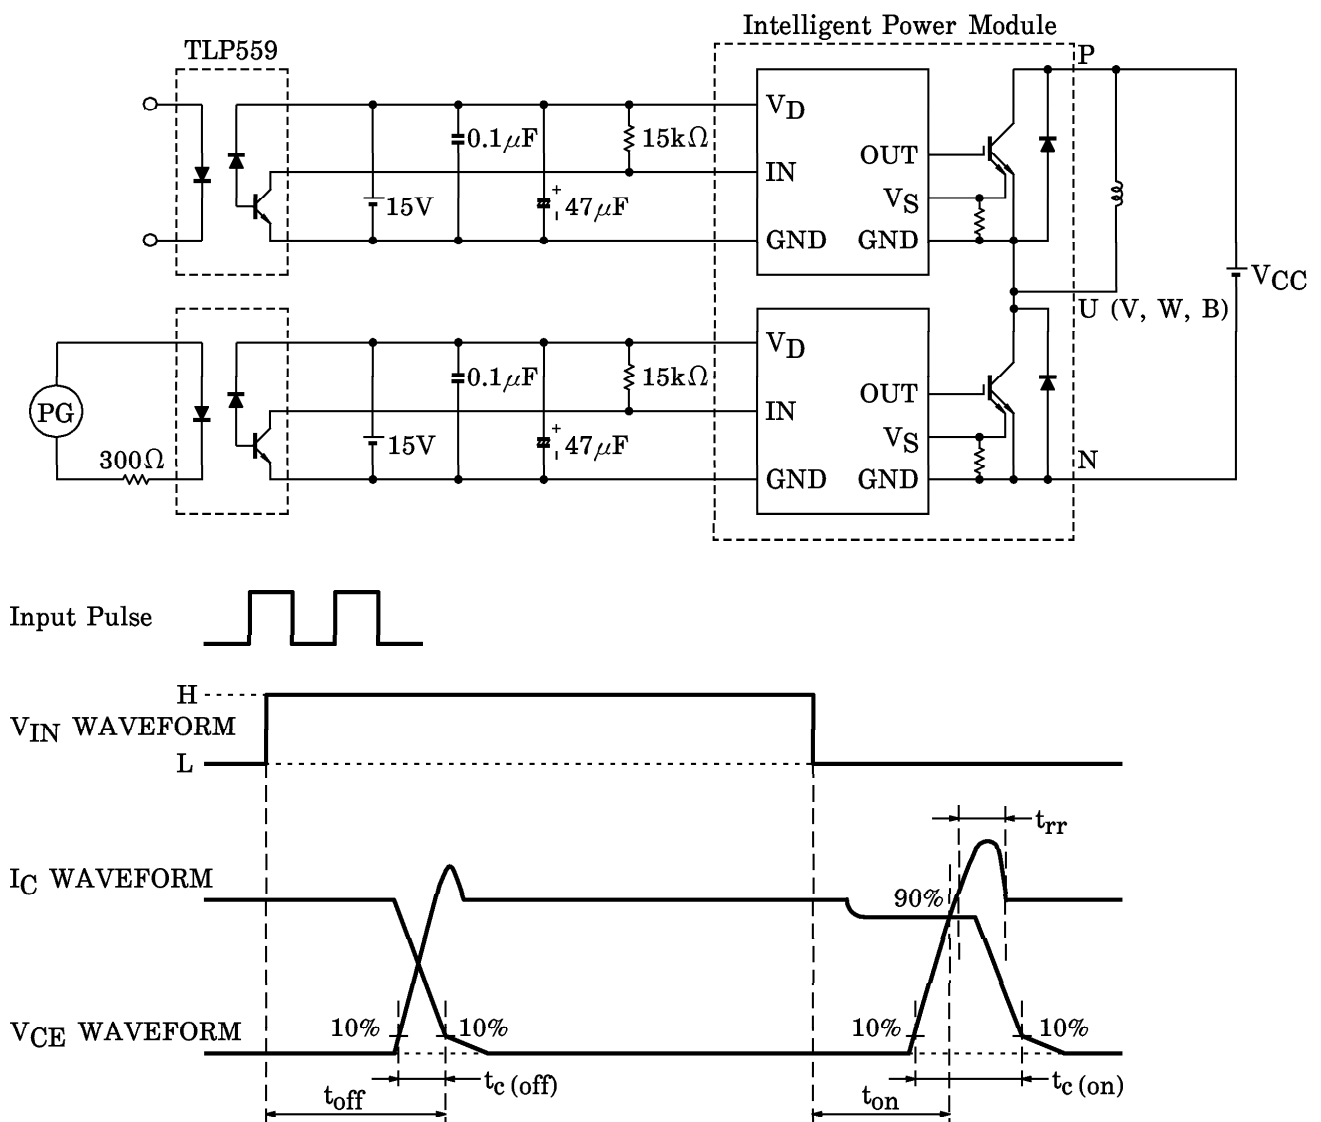 Intelligent Power Module
TLP559
P
VD
0.1μF
15kΩ
OUT
IN
VS
15V
+
47μF
GND
GND
VCC
U (V, W, B)
VD
0.1μF
15kΩ
OUT
PG
IN
VS
15V
+
47μF
N
300Ω
GND
GND
Input Pulse
H
VIN WAVEFORM
L
trr
IC WAVEFORM
90%
VCE WAVEFORM
10%
10%
10%
10%
tc (off)
tc (on)
toff
ton